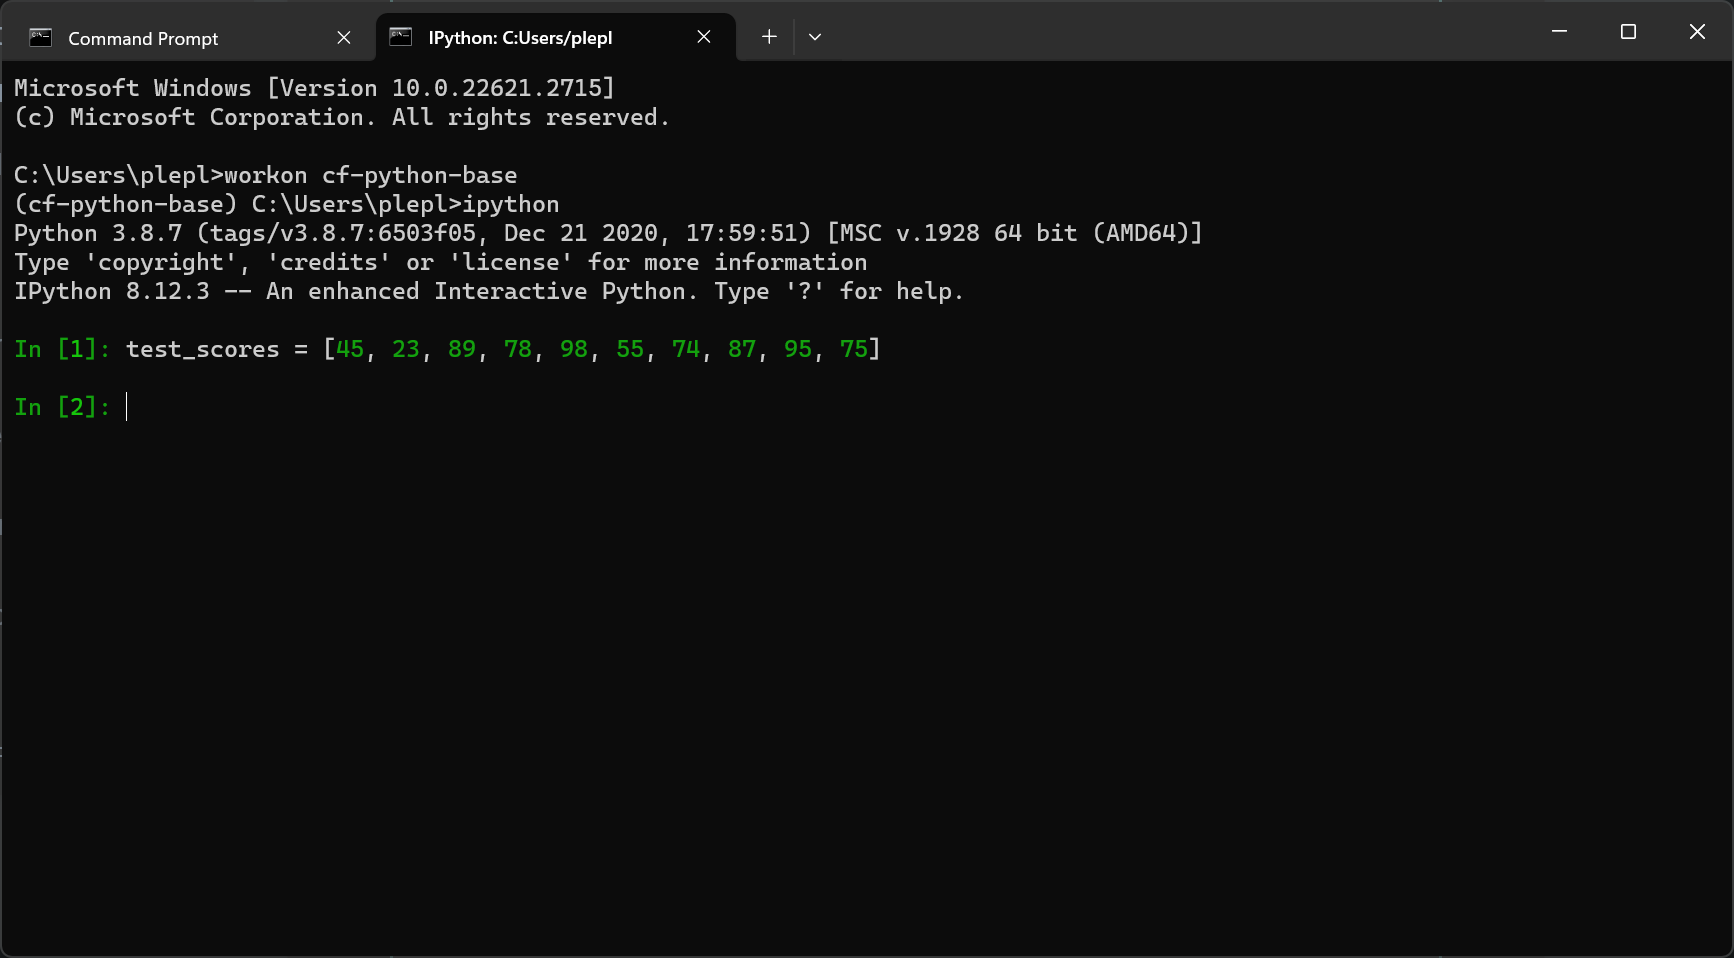 Command Prompt
IPython: C:Users/plepl
Microsoft Windows [Version 10.0.22621.2715]
(c) Microsoft Corporation. All rights reserved.
C:\Users\plepl>workon cf-python-base
(cf-python-base) C:\Users\plepl>ipython
Python 3.8.7 (tags/v3.8.7:6503f05, Dec 21 2020, 17:59:51) [MSC v.1928 64 bit (AMD64)]
Type 'copyright', 'credits' or 'license' for more information
IPython 8.12.3 -- An enhanced Interactive Python. Type '?' for help.
In [1]: test_scores = [45, 23, 89, 78, 98, 55, 74, 87, 95, 75]
In [2]: